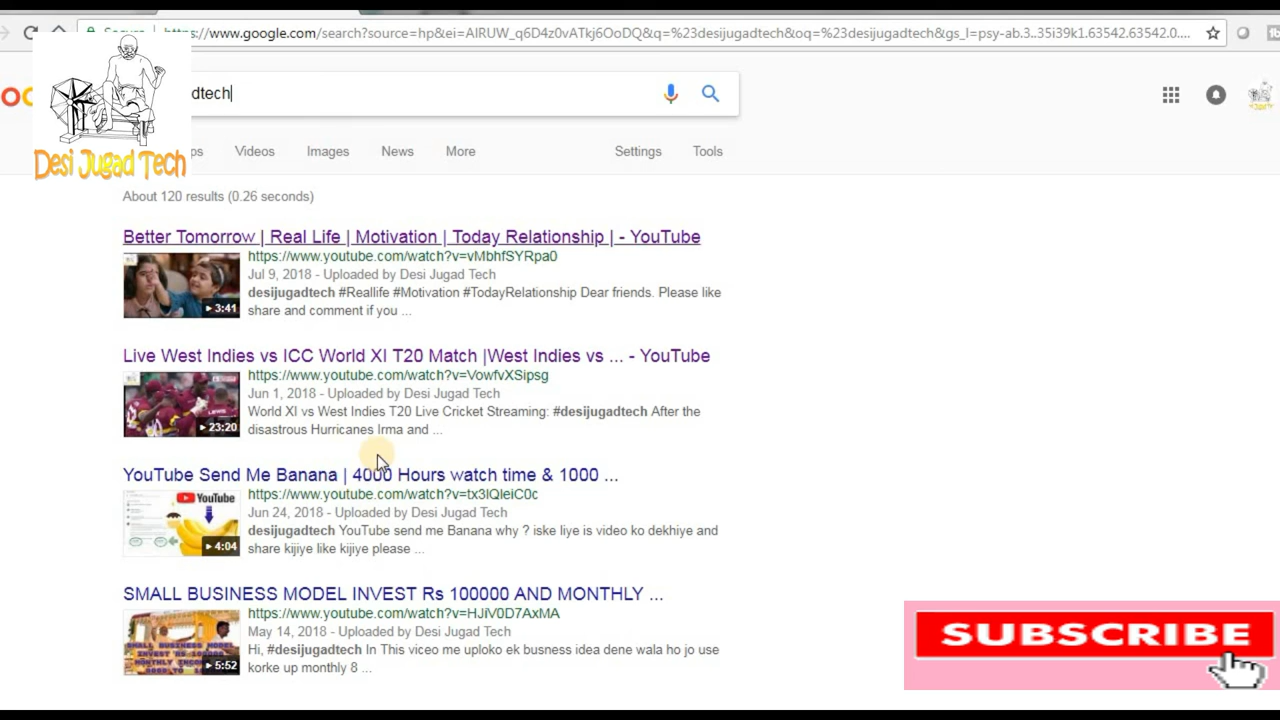 Secure https://www.google.com/search?source=hp&ei=AIRUW_q6D4z0vATkj6OoDQ&q=%23desijugadtech&oq=%23desijugadtech&gs_l=psy-ab.3..35i39k1.63542.63542.0....
dtech
Desi Jugad Tech
ps Videos Images News More Settings Tools
About 120 results (0.26 seconds)
Better Tomorrow | Real Life | Motivation | Today Relationship | - YouTube
https://www.youtube.com/watch?v=vMbhfSYRpa0
Jul 9, 2018 - Uploaded by Desi Jugad Tech
desijugadtech #Reallife #Motivation #TodayRelationship Dear friends. Please like
share and comment if you ...
3:41
Live West Indies vs ICC World XI T20 Match |West Indies vs ... - YouTube
https://www.youtube.com/watch?v=VowfvXSipsg
Jun 1, 2018 - Uploaded by Desi Jugad Tech
World XI vs West Indies T20 Live Cricket Streaming: #desijugadtech After the
disastrous Hurricanes Irma and ...
23:20
YouTube Send Me Banana | 4000 Hours watch time & 1000 ...
https://www.youtube.com/watch?v=tx3lQleiC0c
Jun 24, 2018 - Uploaded by Desi Jugad Tech
desijugadtech YouTube send me Banana why ? iske liye is video ko dekhiye and
share kijiye like kijiye please ...
YouTube
4:04
SMALL BUSINESS MODEL INVEST Rs 100000 AND MONTHLY ...
https://www.youtube.com/watch?v=HJiV0D7AxMA
May 14, 2018 - Uploaded by Desi Jugad Tech
Hi, #desijugadtech In This viceo me uploko ek busness idea dene wala ho jo use
korke up monthly 8 ...
SMALL BUSINESS MODEL
INVEST RS 100000
MONTHLY INCOME
5:52
SUBSCRIBE